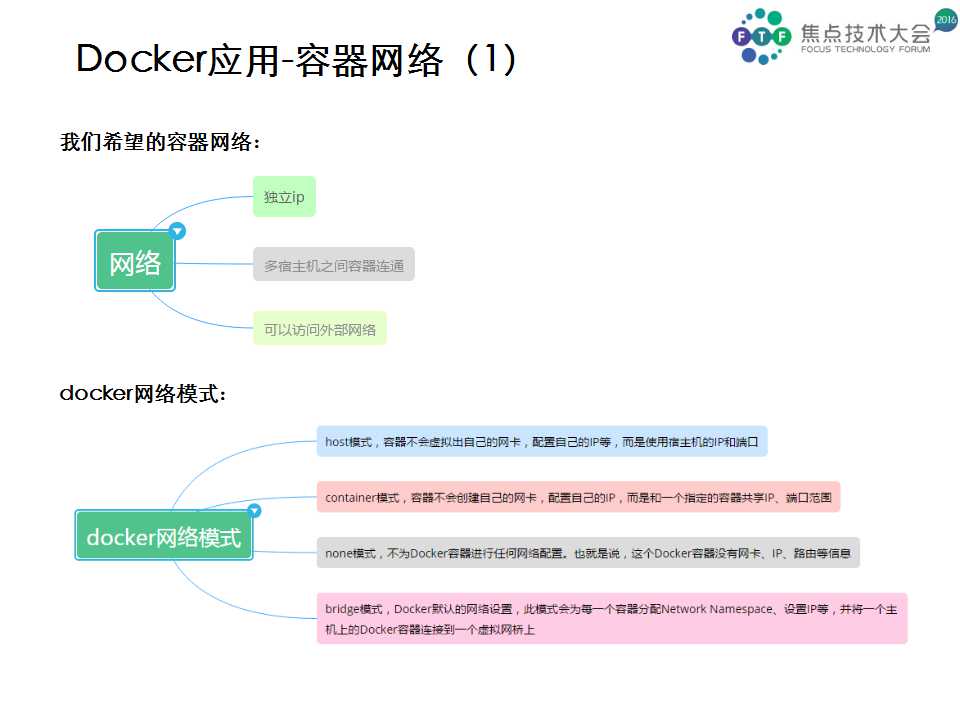 Docker应用-容器网络（1）
FTF
焦点技术大会
2016
FOCUS TECHNOLOGY FORUM
我们希望的容器网络：
独立ip
网络
多宿主机之间容器连通
可以访问外部网络
docker网络模式：
host模式，容器不会虚拟出自己的网卡，配置自己的IP等，而是使用宿主机的IP和端口
container模式，容器不会创建自己的网卡，配置自己的IP，而是和一个指定的容器共享IP、端口范围
docker网络模式
none模式，不为Docker容器进行任何网络配置。也就是说，这个Docker容器没有网卡、IP、路由等信息
bridge模式，Docker默认的网络设置，此模式会为每一个容器分配Network Namespace、设置IP等，并将一个主
机上的Docker容器连接到一个虚拟网桥上